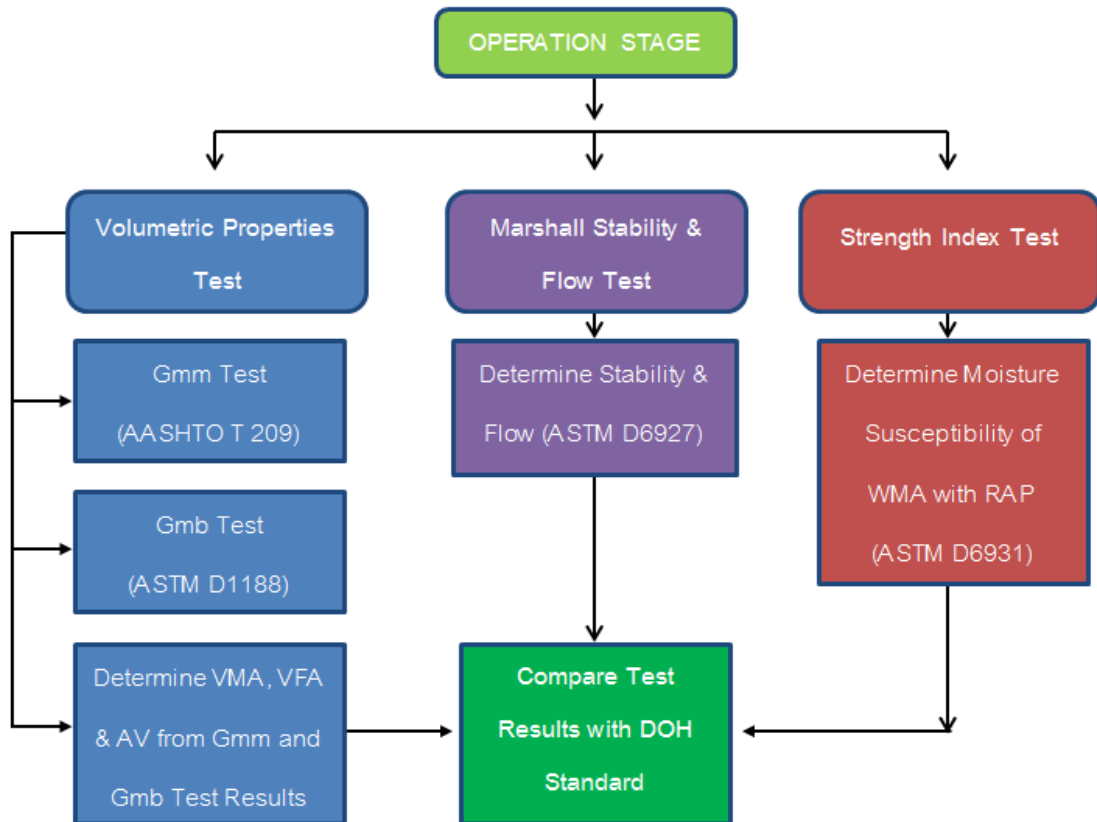 OPERATION STAGE
Volumetric Properties
Test
Marshall Stability &
Flow Test
Strength Index Test
Gmm Test
(AASHTO T 209)
Determine Stability &
Flow (ASTM D6927)
Determine Moisture
Susceptibility of
WMA with RAP
(ASTM D6931)
Gmb Test
(ASTM D1188)
Determine VMA, VFA
& AV from Gmm and
Gmb Test Results
Compare Test
Results with DOH
Standard